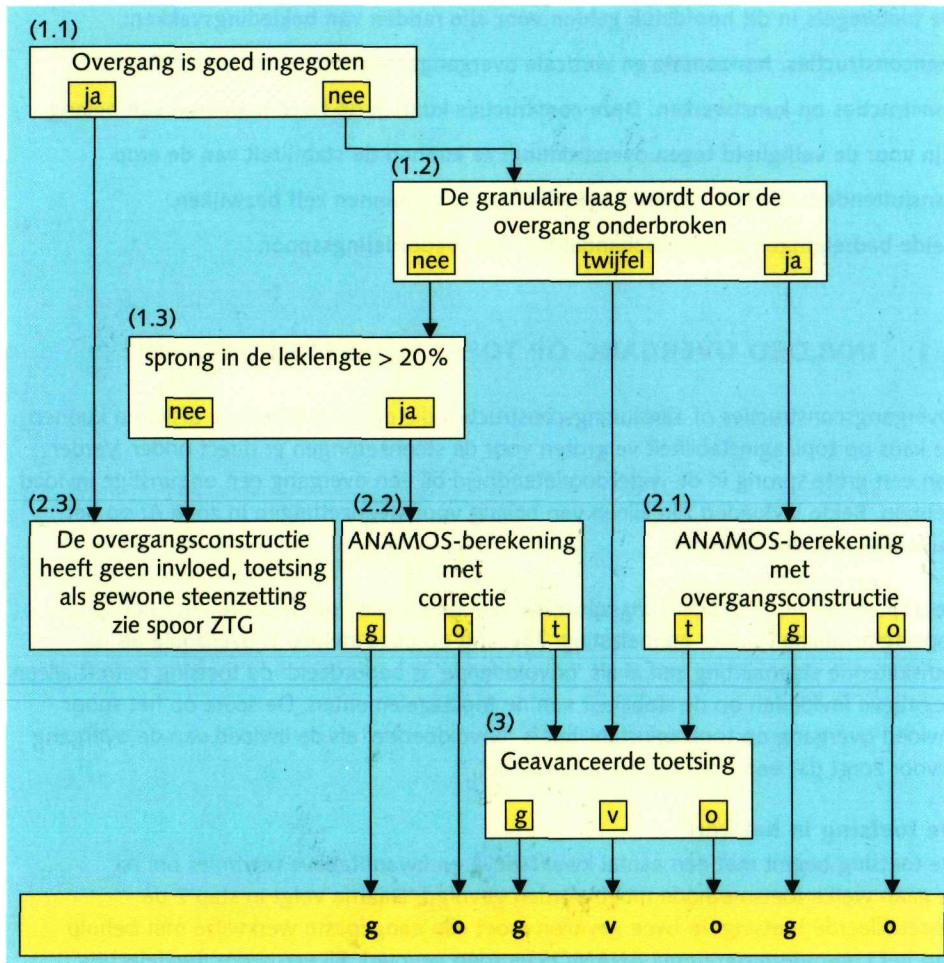 (1.1)
Overgang is goed ingegoten
ja nee
(1.2)
De granulaire laag wordt door de
overgang onderbroken
nee twijfel ja
(1.3)
sprong in de leklengte > 20%
nee ja
(2.3)
De overgangsconstructie
heeft geen invloed, toetsing
als gewone steenzetting
zie spoor ZTG
(2.2)
ANAMOS-berekening
met
correctie
g o t
(2.1)
ANAMOS-berekening
met
overgangsconstructie
t g o
(3)
Geavanceerde toetsing
g v o
g o g v o g o